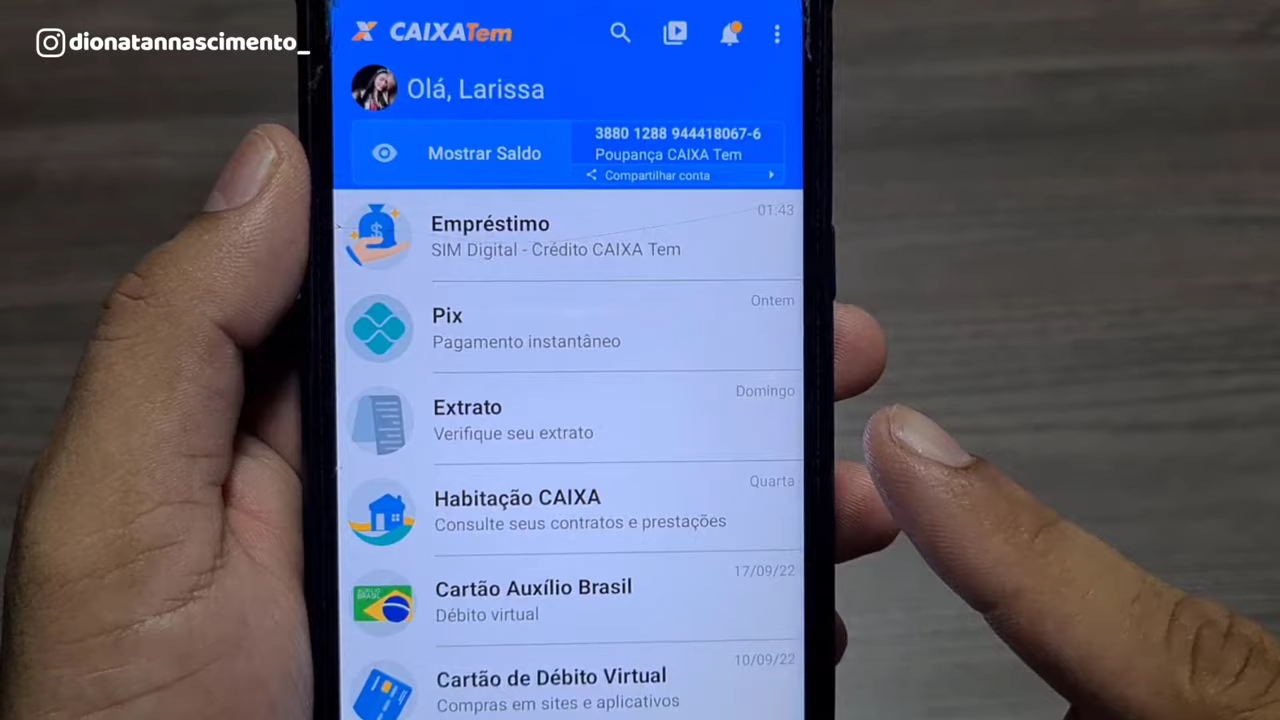 dionatannascimento_
CAIXATem
Olá, Larissa
Mostrar Saldo
3880 1288 944418067-6
Poupança CAIXA Tem
Compartilhar conta
Empréstimo
01:43
SIM Digital - Crédito CAIXA Tem
Pix
Ontem
Pagamento instantâneo
Extrato
Domingo
Verifique seu extrato
Habitação CAIXA
Quarta
Consulte seus contratos e prestações
Cartão Auxílio Brasil
17/09/22
AUXÍLIO
BRASIL
Débito virtual
Cartão de Débito Virtual
10/09/22
Compras em sites e aplicativos